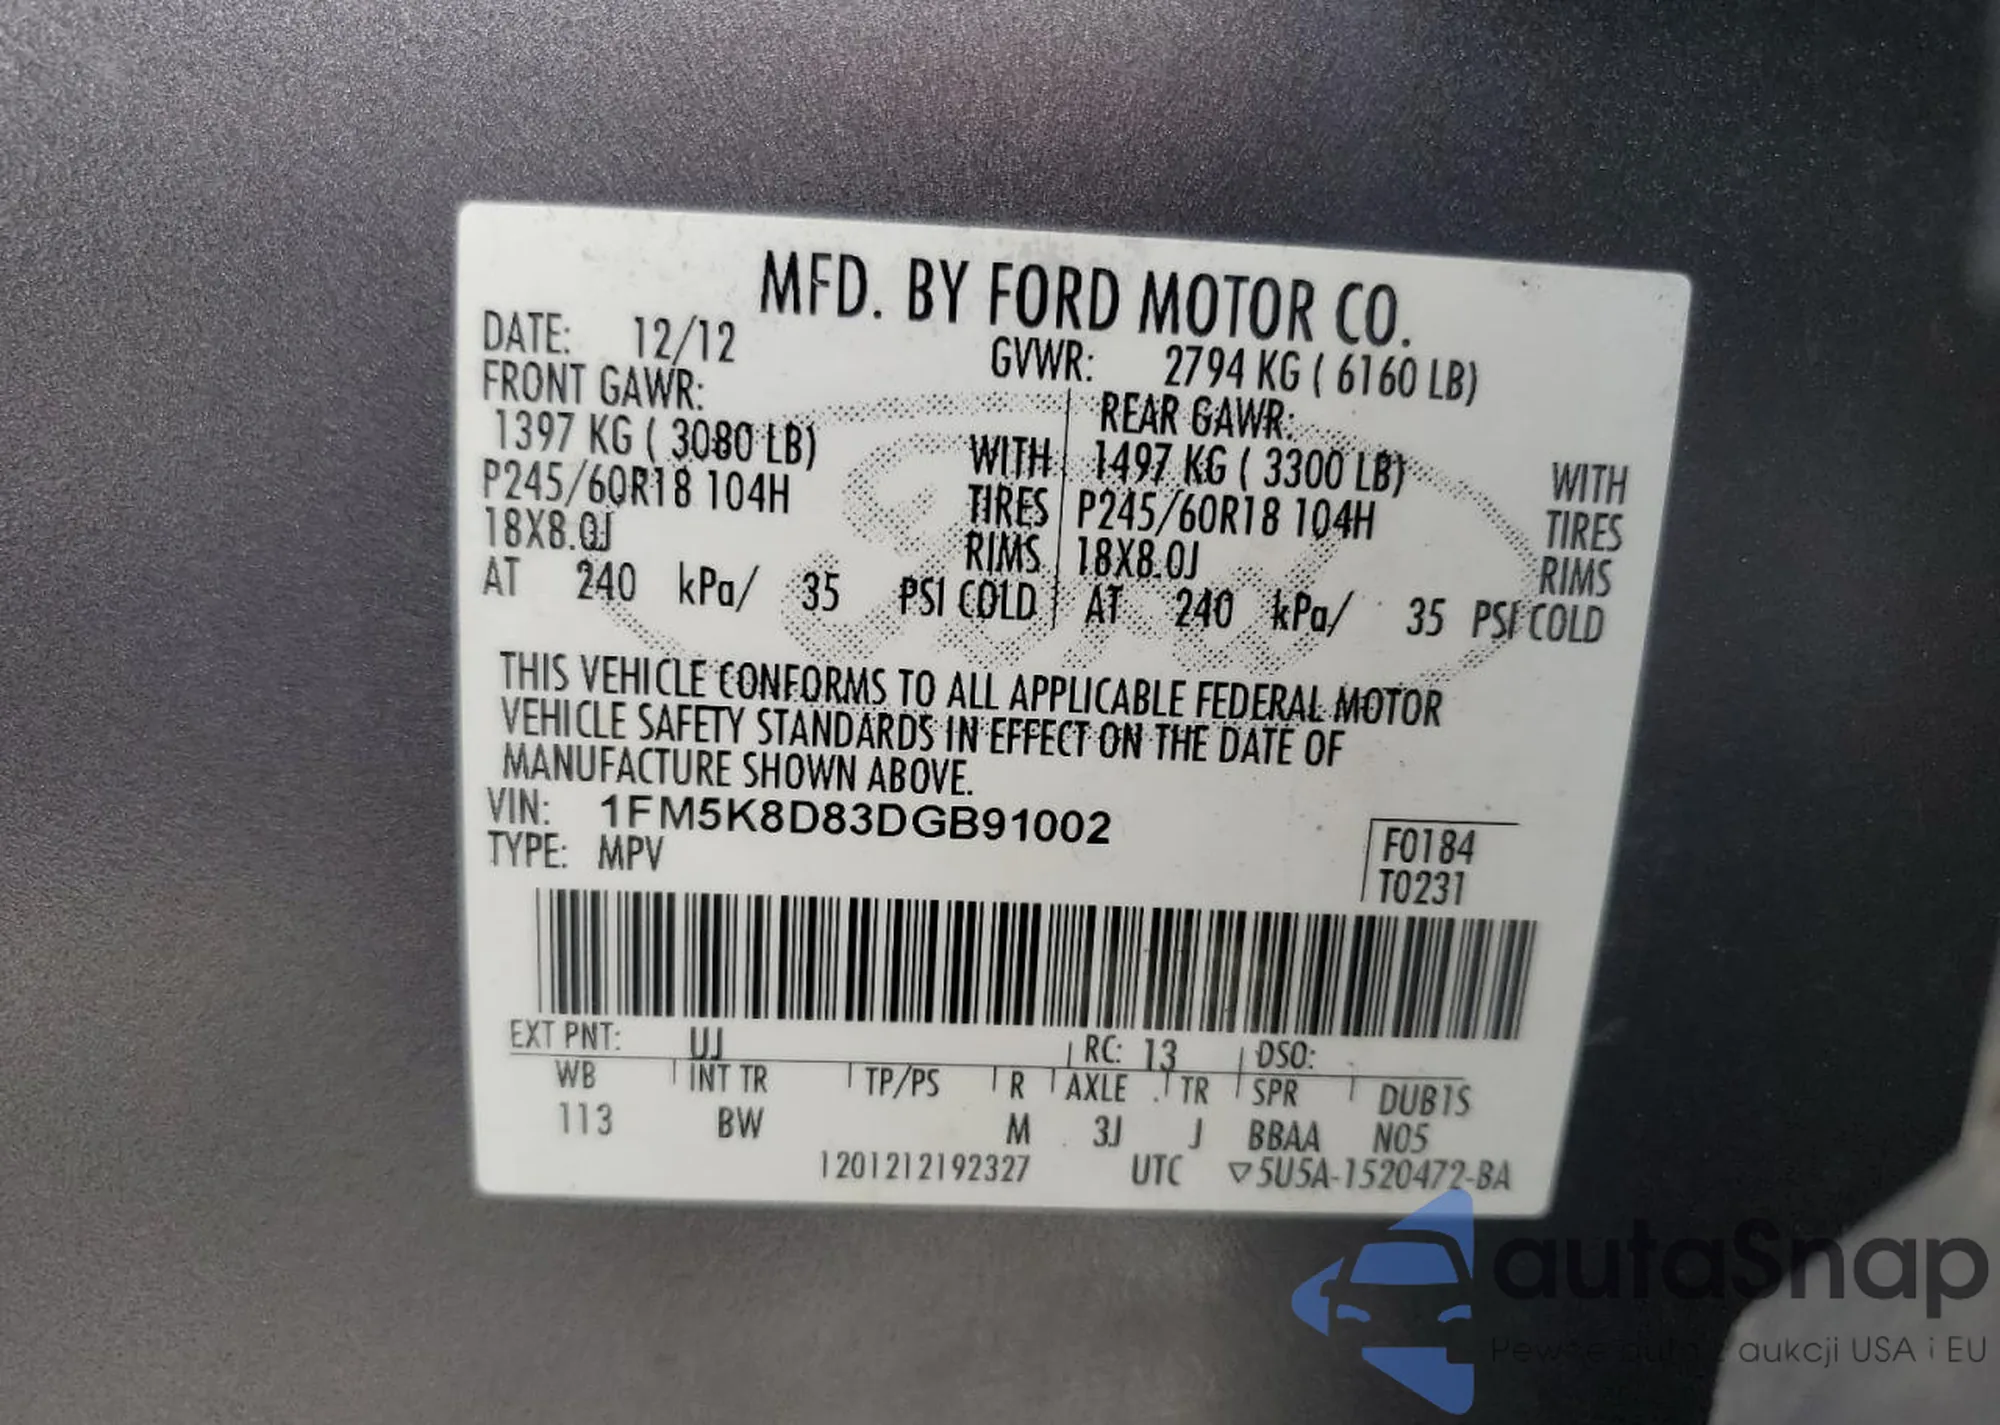 MFD. BY FORD MOTOR CO.
DATE: 12/12 GVWR: 2794 KG ( 6160 LB)
FRONT GAWR: REAR GAWR:
1397 KG ( 3080 LB) WITH 1497 KG ( 3300 LB) WITH
P245/60R18 104H TIRES P245/60R18 104H TIRES
18X8.0J RIMS 18X8.0J RIMS
AT 240 kPa/ 35 PSI COLD AT 240 kPa/ 35 PSI COLD
THIS VEHICLE CONFORMS TO ALL APPLICABLE FEDERAL MOTOR
VEHICLE SAFETY STANDARDS IN EFFECT ON THE DATE OF
MANUFACTURE SHOWN ABOVE.
VIN: 1FM5K8D83DGB91002
TYPE: MPV
F0184
T0231
EXT PNT: UJ RC: 13 DSO:
WB INT TR TP/PS R AXLE TR SPR DUB1S
113 BW M 3J J BBAA N05
1201212192327 UTC ▽5U5A-1520472-BA
autaSnap
Pewne auta z aukcji USA i EU